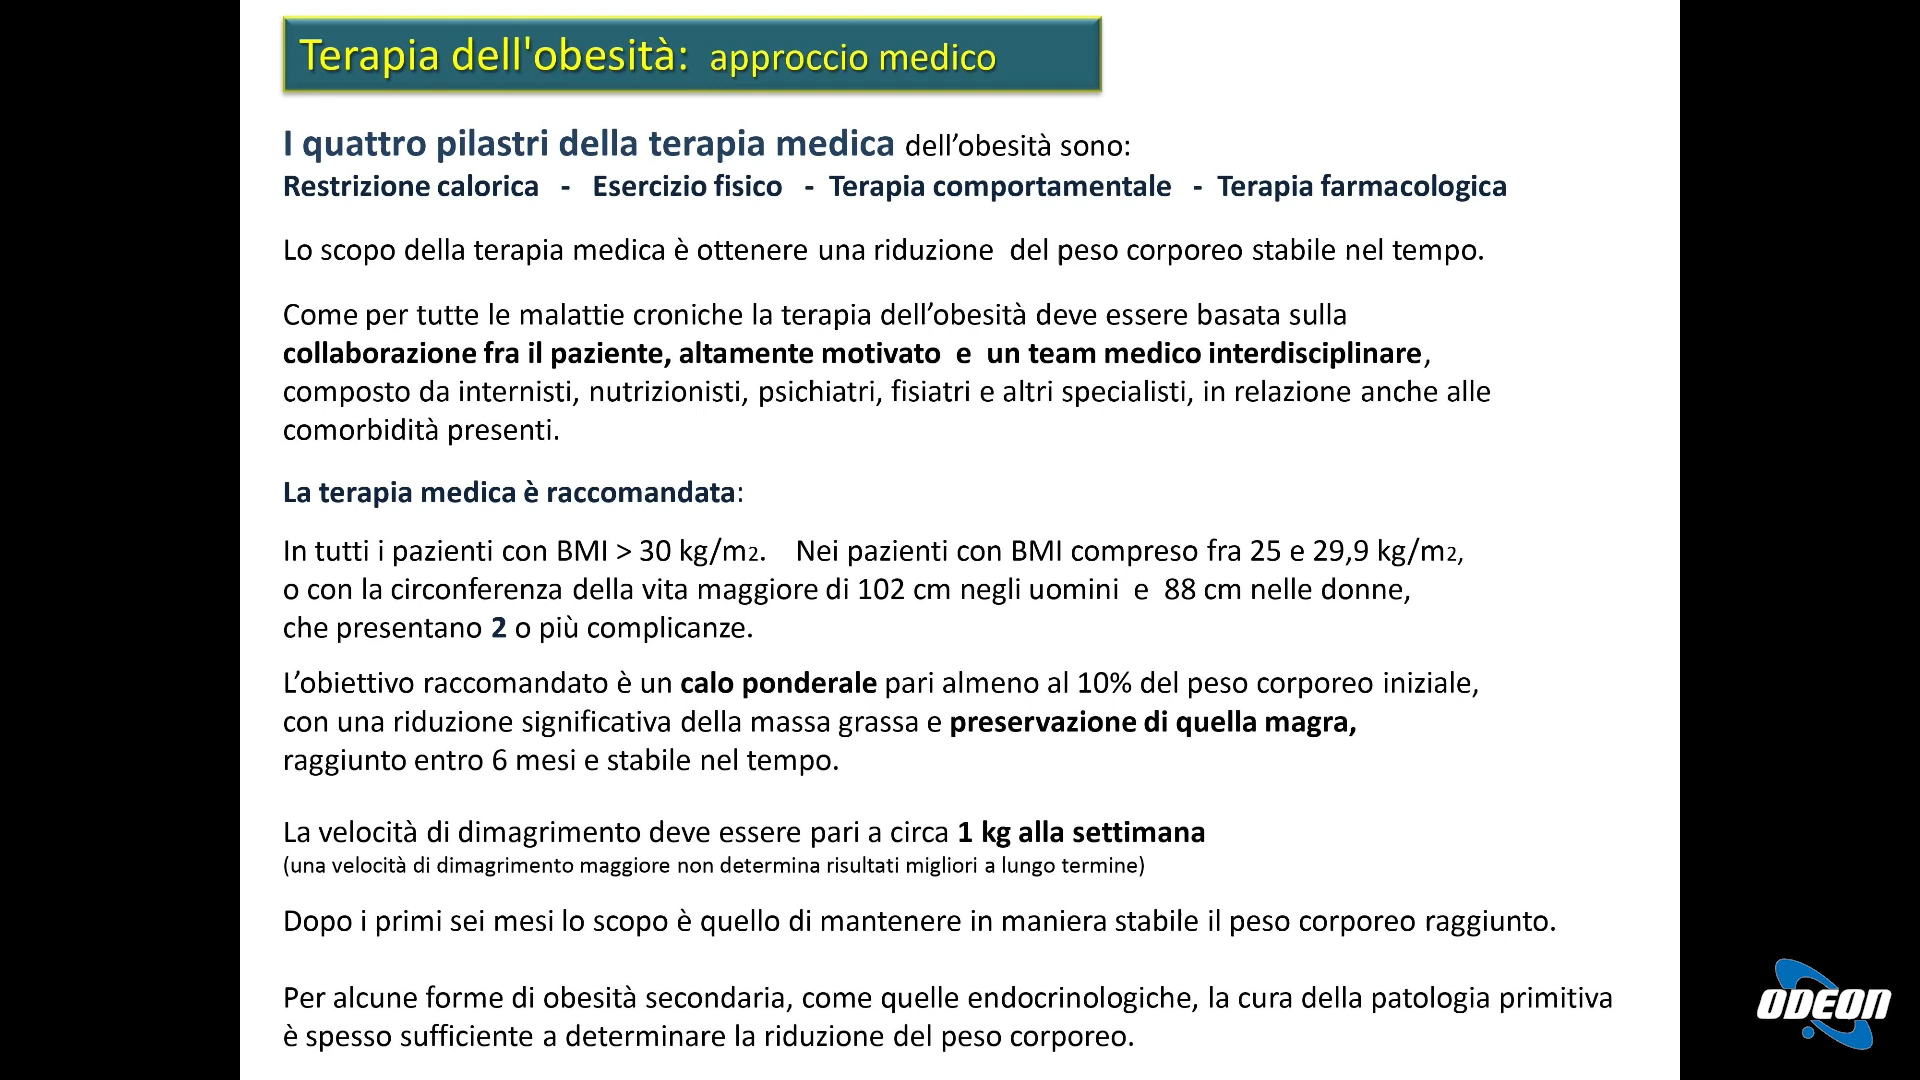 Terapia dell'obesità: approccio medico
I quattro pilastri della terapia medica dell’obesità sono:
Restrizione calorica - Esercizio fisico - Terapia comportamentale - Terapia farmacologica
Lo scopo della terapia medica è ottenere una riduzione del peso corporeo stabile nel tempo.
Come per tutte le malattie croniche la terapia dell’obesità deve essere basata sulla
collaborazione fra il paziente, altamente motivato e un team medico interdisciplinare,
composto da internisti, nutrizionisti, psichiatri, fisiatri e altri specialisti, in relazione anche alle
comorbidità presenti.
La terapia medica è raccomandata:
In tutti i pazienti con BMI > 30 kg/m2. Nei pazienti con BMI compreso fra 25 e 29,9 kg/m2,
o con la circonferenza della vita maggiore di 102 cm negli uomini e 88 cm nelle donne,
che presentano 2 o più complicanze.
L’obiettivo raccomandato è un calo ponderale pari almeno al 10% del peso corporeo iniziale,
con una riduzione significativa della massa grassa e preservazione di quella magra,
raggiunto entro 6 mesi e stabile nel tempo.
La velocità di dimagrimento deve essere pari a circa 1 kg alla settimana
(una velocità di dimagrimento maggiore non determina risultati migliori a lungo termine)
Dopo i primi sei mesi lo scopo è quello di mantenere in maniera stabile il peso corporeo raggiunto.
Per alcune forme di obesità secondaria, come quelle endocrinologiche, la cura della patologia primitiva
è spesso sufficiente a determinare la riduzione del peso corporeo.
ODEON